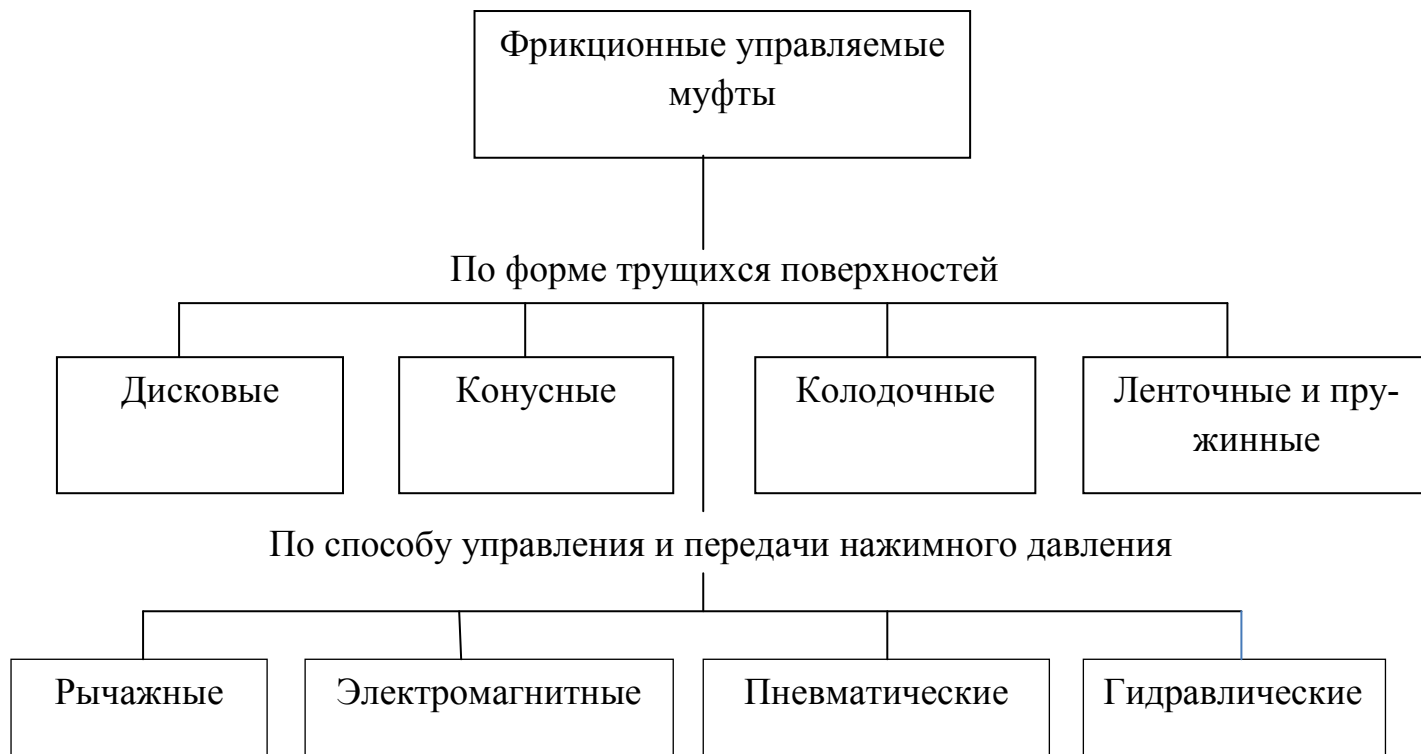 Фрикционные управляемые
муфты
По форме трущихся поверхностей
Дисковые
Конусные
Колодочные
Ленточные и пру-
жинные
По способу управления и передачи нажимного давления
Рычажные
Электромагнитные
Пневматические
Гидравлические